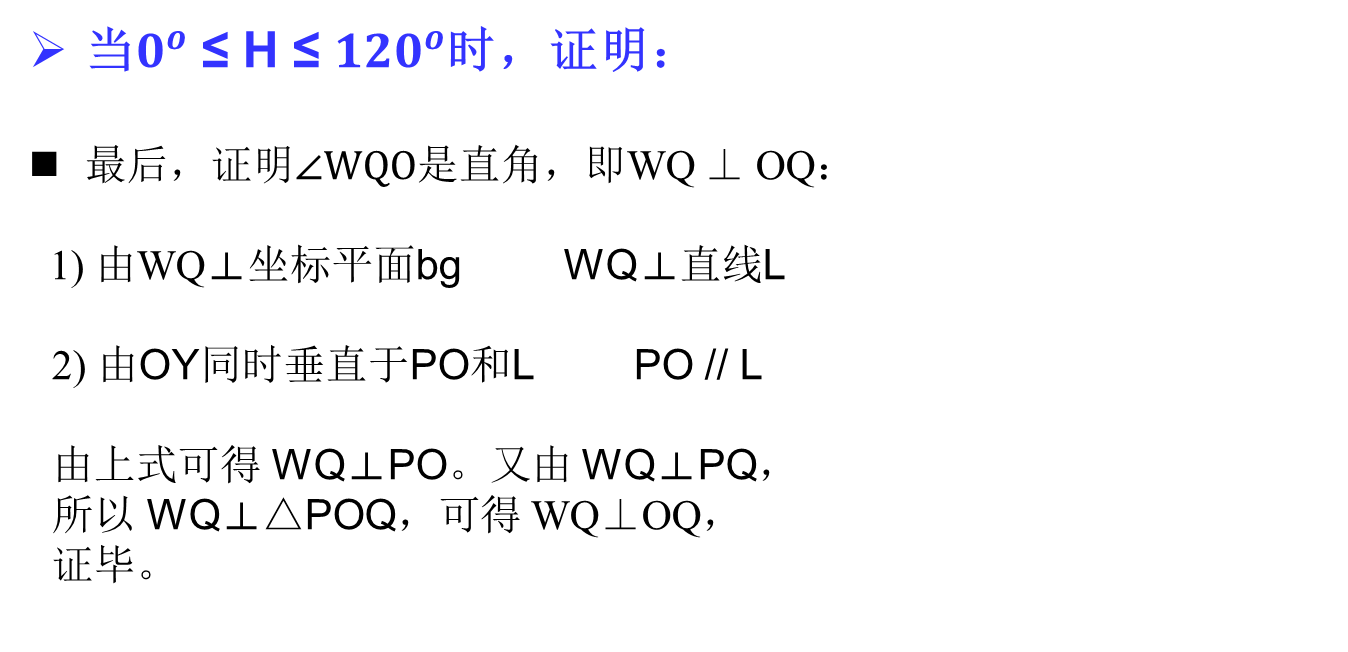 ➢ 当0° ≤ H ≤ 120°时，证明：
■ 最后，证明∠WQO是直角，即WQ ⊥ OQ：
1) 由WQ⊥坐标平面bg WQ⊥直线L
2) 由OY同时垂直于PO和L PO // L
由上式可得 WQ⊥PO。又由 WQ⊥PQ，
所以 WQ⊥△POQ，可得 WQ⊥OQ，
证毕。